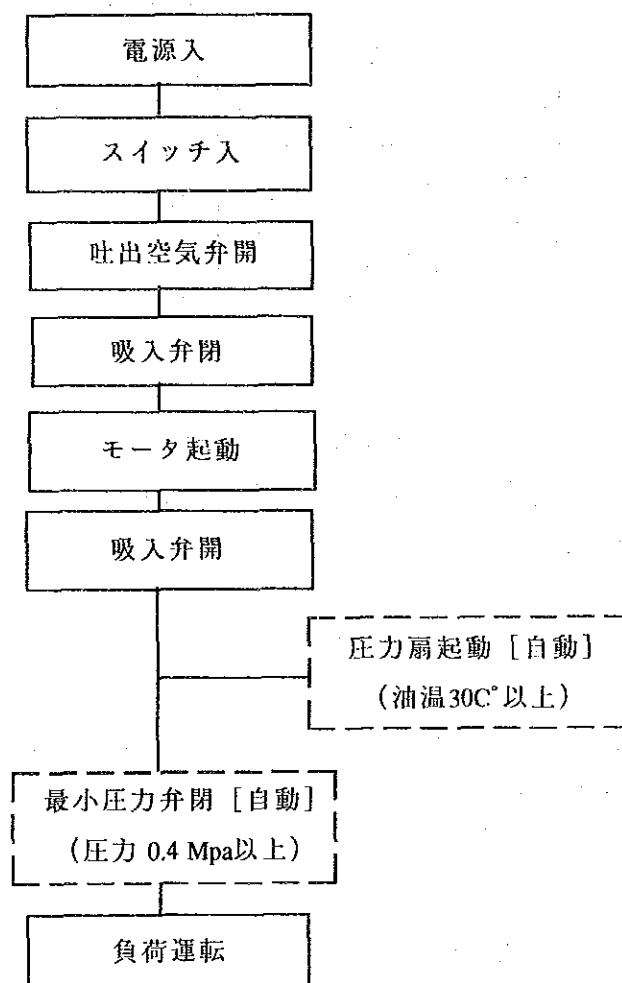 電源入
スイッチ入
吐出空気弁開
吸入弁閉
モータ起動
吸入弁開
圧力扇起動［自動］
（油温30C°以上）
最小圧力弁閉［自動］
（圧力 0.4 Mpa以上）
負荷運転